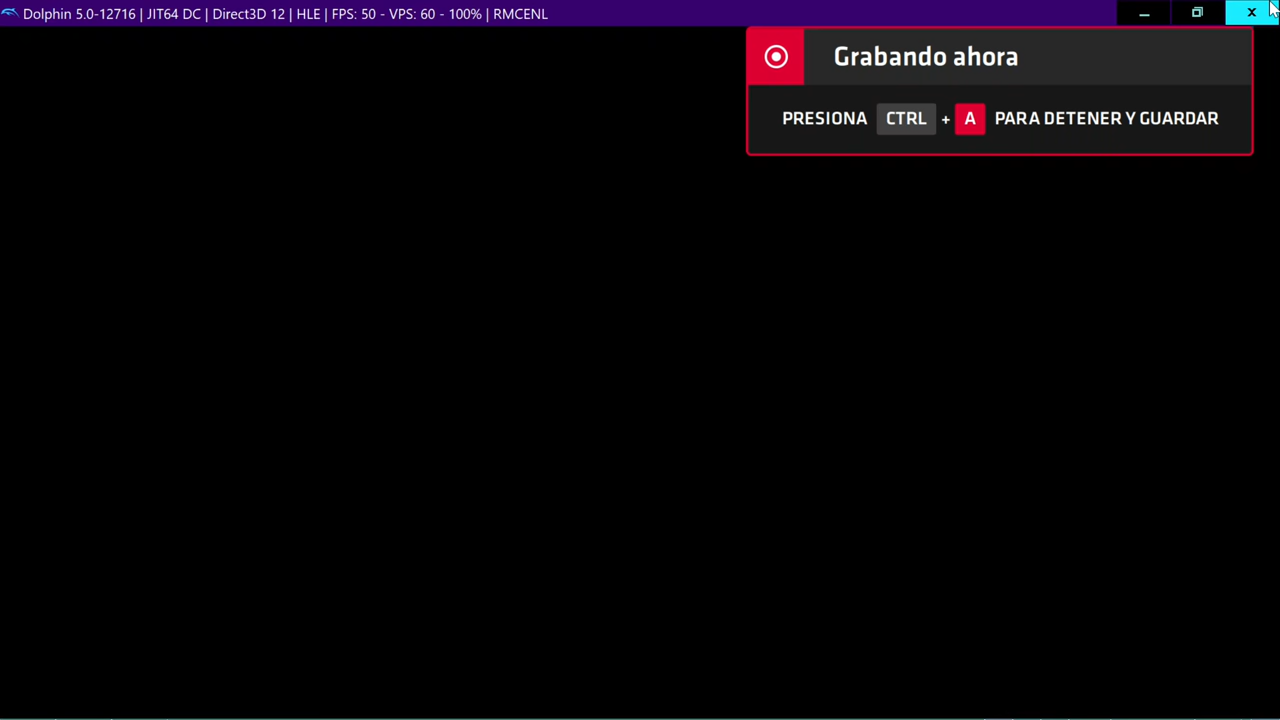 Dolphin 5.0-12716 | JIT64 DC | Direct3D 12 | HLE | FPS: 50 - VPS: 60 - 100% | RMCENL
Grabando ahora
PRESIONA CTRL + A PARA DETENER Y GUARDAR